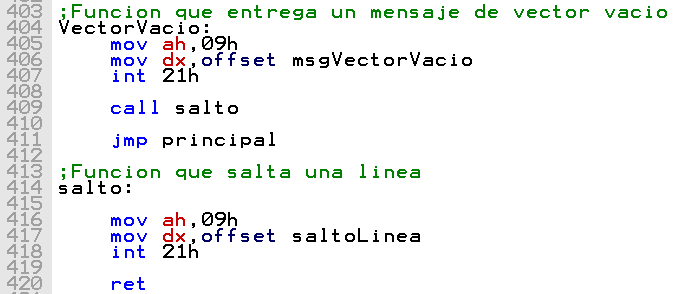 403 ;Funcion que entrega un mensaje de vector vacio
404 VectorVacio:
405 mov ah,09h
406 mov dx,offset msgVectorVacio
407 int 21h
408
409 call salto
410
411 jmp principal
412
413 ;Funcion que salta una linea
414 salto:
415
416 mov ah,09h
417 mov dx,offset saltoLinea
418 int 21h
419
420 ret